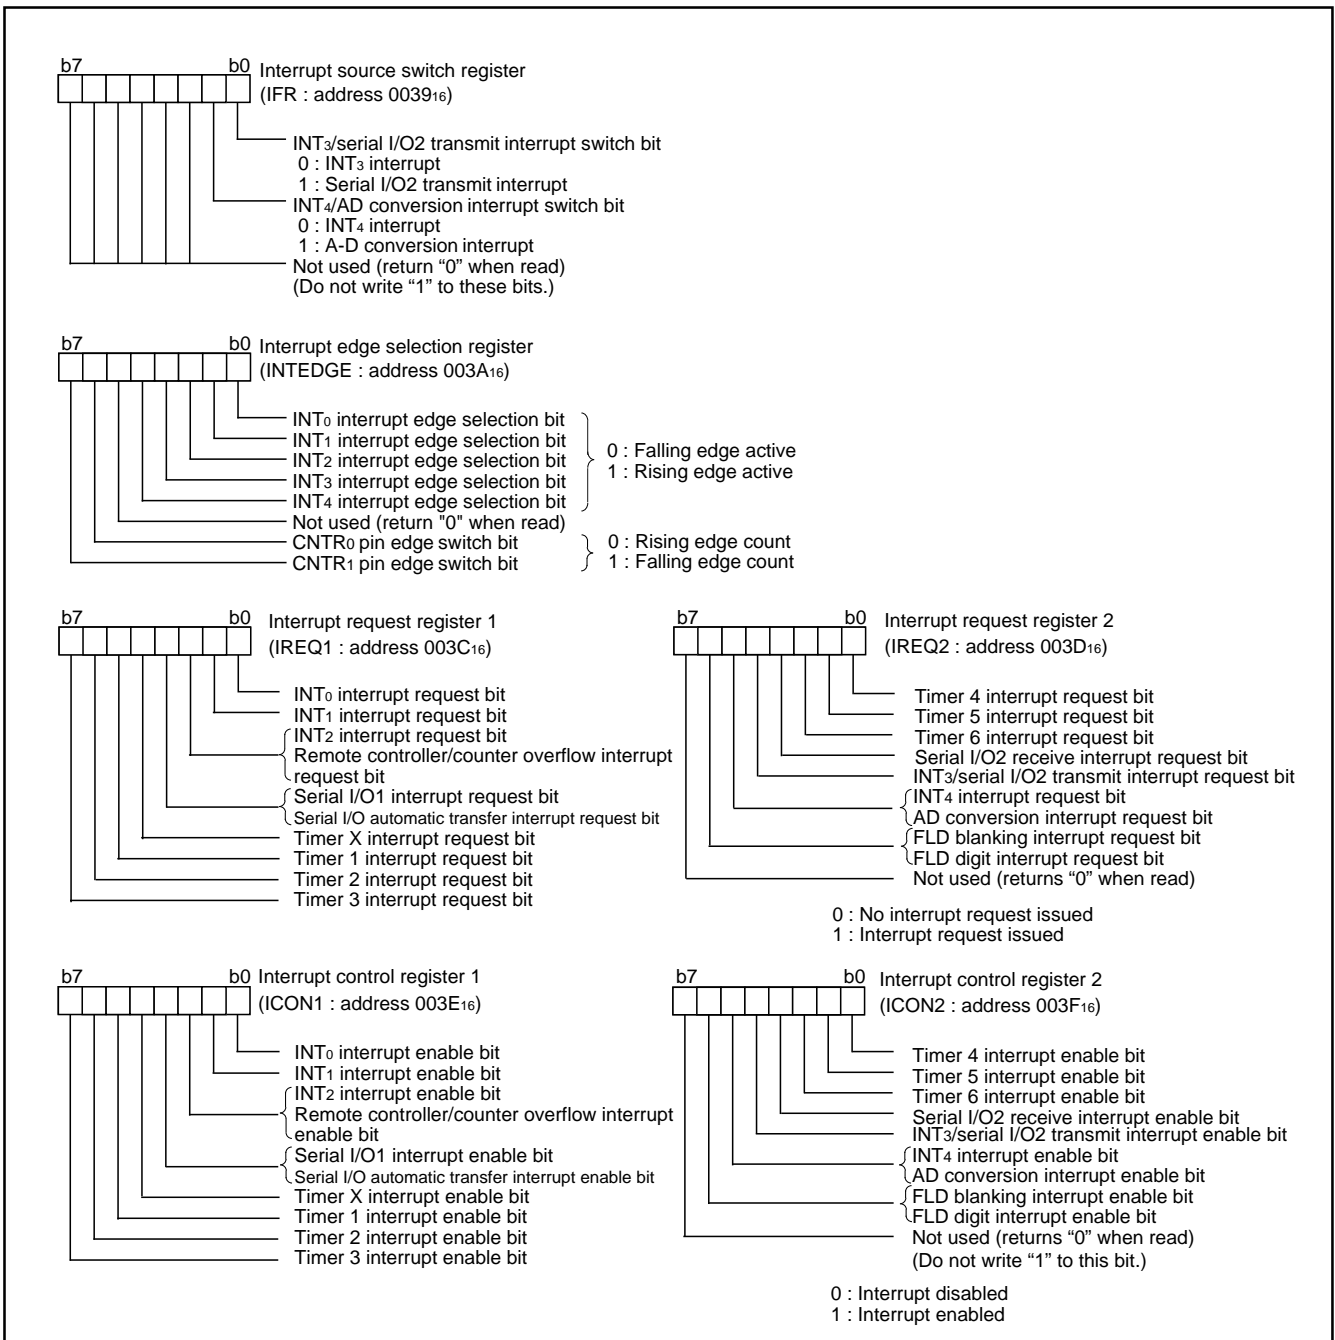 b7 b0 Interrupt source switch register
(IFR : address 0039₁₆)
INT₃/serial I/O2 transmit interrupt switch bit
0 : INT₃ interrupt
1 : Serial I/O2 transmit interrupt
INT₄/AD conversion interrupt switch bit
0 : INT₄ interrupt
1 : A-D conversion interrupt
Not used (return “0” when read)
(Do not write “1” to these bits.)
b7 b0 Interrupt edge selection register
(INTEDGE : address 003A₁₆)
INT₀ interrupt edge selection bit
INT₁ interrupt edge selection bit
INT₂ interrupt edge selection bit
INT₃ interrupt edge selection bit
INT₄ interrupt edge selection bit
0 : Falling edge active
1 : Rising edge active
Not used (return "0" when read)
CNTR₀ pin edge switch bit
CNTR₁ pin edge switch bit
0 : Rising edge count
1 : Falling edge count
b7 b0 Interrupt request register 1
(IREQ1 : address 003C₁₆)
INT₀ interrupt request bit
INT₁ interrupt request bit
INT₂ interrupt request bit
Remote controller/counter overflow interrupt
request bit
Serial I/O1 interrupt request bit
Serial I/O automatic transfer interrupt request bit
Timer X interrupt request bit
Timer 1 interrupt request bit
Timer 2 interrupt request bit
Timer 3 interrupt request bit
b7 b0 Interrupt request register 2
(IREQ2 : address 003D₁₆)
Timer 4 interrupt request bit
Timer 5 interrupt request bit
Timer 6 interrupt request bit
Serial I/O2 receive interrupt request bit
INT₃/serial I/O2 transmit interrupt request bit
INT₄ interrupt request bit
AD conversion interrupt request bit
FLD blanking interrupt request bit
FLD digit interrupt request bit
Not used (returns “0” when read)
0 : No interrupt request issued
1 : Interrupt request issued
b7 b0 Interrupt control register 1
(ICON1 : address 003E₁₆)
INT₀ interrupt enable bit
INT₁ interrupt enable bit
INT₂ interrupt enable bit
Remote controller/counter overflow interrupt
enable bit
Serial I/O1 interrupt enable bit
Serial I/O automatic transfer interrupt enable bit
Timer X interrupt enable bit
Timer 1 interrupt enable bit
Timer 2 interrupt enable bit
Timer 3 interrupt enable bit
b7 b0 Interrupt control register 2
(ICON2 : address 003F₁₆)
Timer 4 interrupt enable bit
Timer 5 interrupt enable bit
Timer 6 interrupt enable bit
Serial I/O2 receive interrupt enable bit
INT₃/serial I/O2 transmit interrupt enable bit
INT₄ interrupt enable bit
AD conversion interrupt enable bit
FLD blanking interrupt enable bit
FLD digit interrupt enable bit
Not used (returns “0” when read)
(Do not write “1” to this bit.)
0 : Interrupt disabled
1 : Interrupt enabled